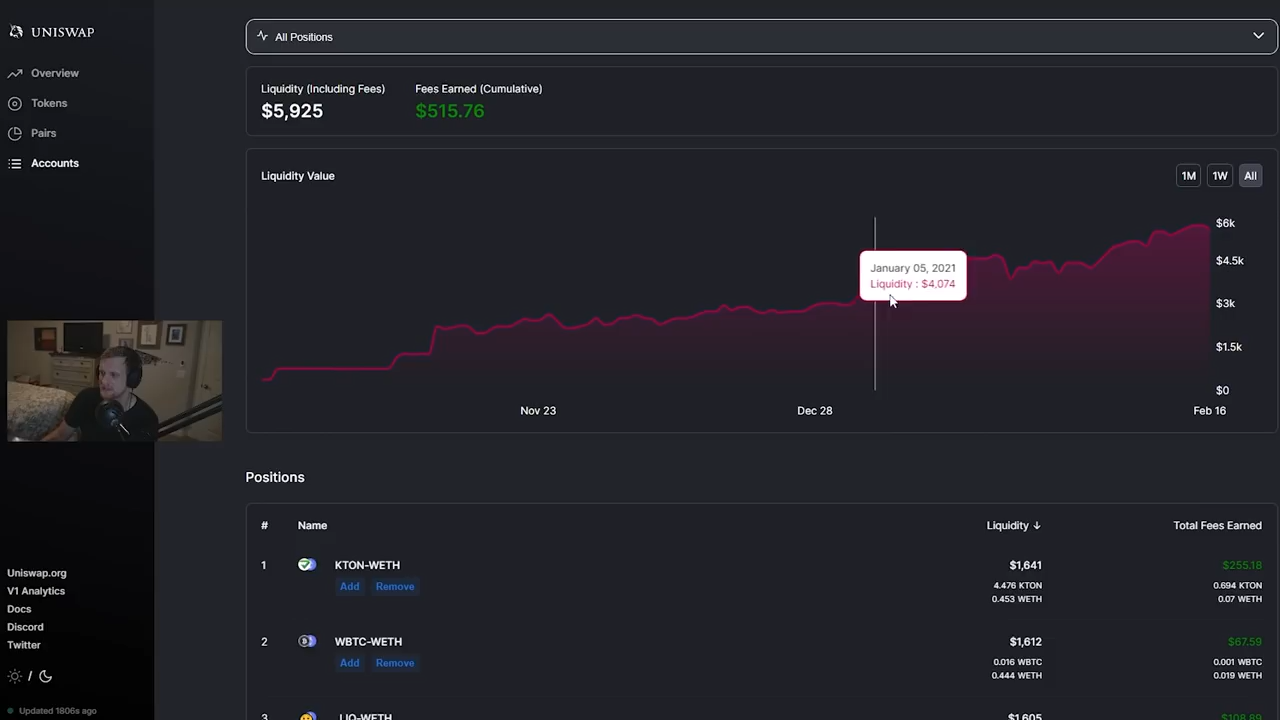 UNISWAP
Overview
Tokens
Pairs
Accounts
Uniswap.org
V1 Analytics
Docs
Discord
Twitter
/
Updated 1806s ago
All Positions
Liquidity (Including Fees)
$5,925
Fees Earned (Cumulative)
$515.76
Liquidity Value
1M 1W All
$6k
$4.5k
$3k
$1.5k
$0
January 05, 2021
Liquidity : $4,074
Nov 23 Dec 28 Feb 16
Positions
# Name Liquidity ↓ Total Fees Earned
1 KTON-WETH $1,641 $255.18
Add Remove 4.476 KTON 0.694 KTON
0.453 WETH 0.07 WETH
2 WBTC-WETH $1,612 $67.59
Add Remove 0.016 WBTC 0.001 WBTC
0.444 WETH 0.019 WETH
3 $1,605 $108.89